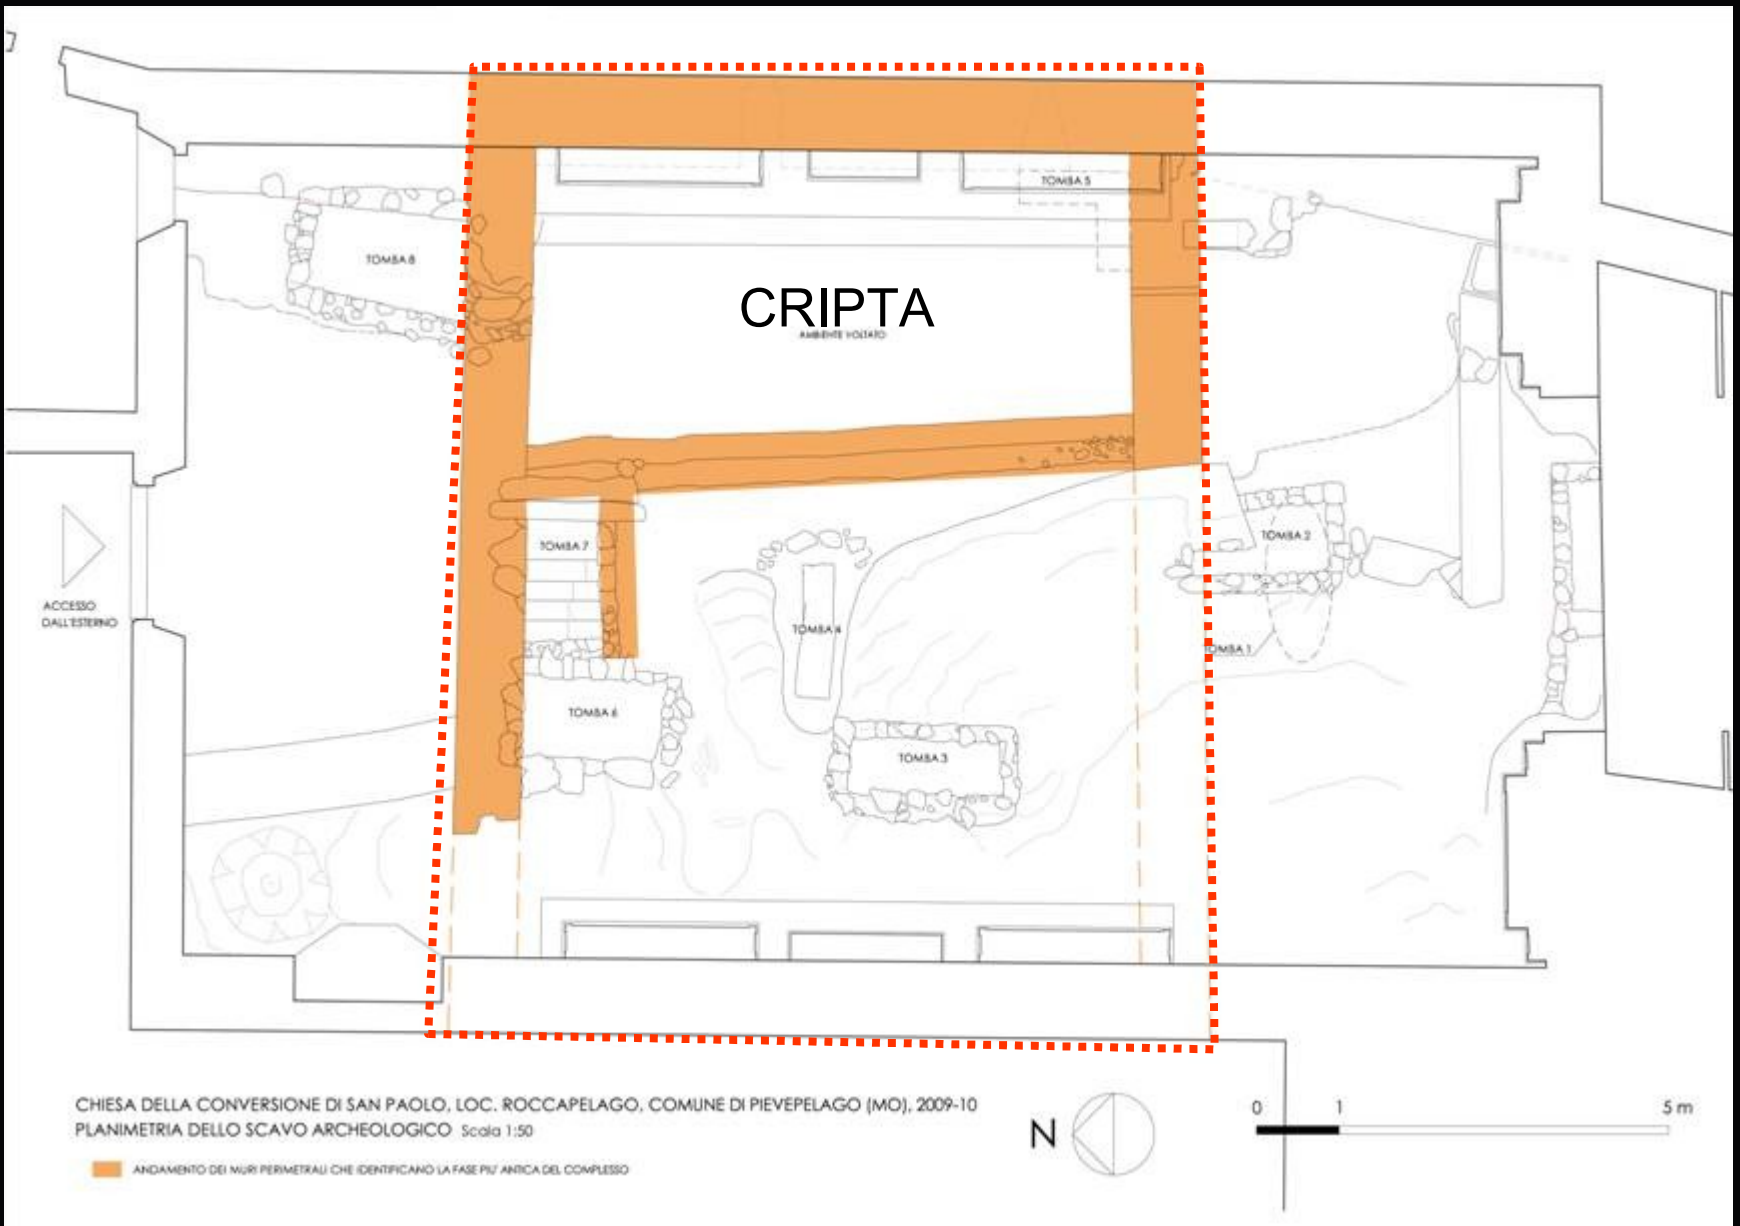 TOMBA 5
TOMBA 8
CRIPTA
AMBIENTE VOLTATO
TOMBA 7
TOMBA 2
ACCESSO
DALL'ESTERNO
TOMBA 4
TOMBA 1
TOMBA 6
TOMBA 3
CHIESA DELLA CONVERSIONE DI SAN PAOLO, LOC. ROCCAPELAGO, COMUNE DI PIEVEPELAGO (MO), 2009-10
PLANIMETRIA DELLO SCAVO ARCHEOLOGICO Scala 1:50
N
0 1 5 m
ANDAMENTO DEI MURI PERIMETRALI CHE IDENTIFICANO LA FASE PIU' ANTICA DEL COMPLESSO